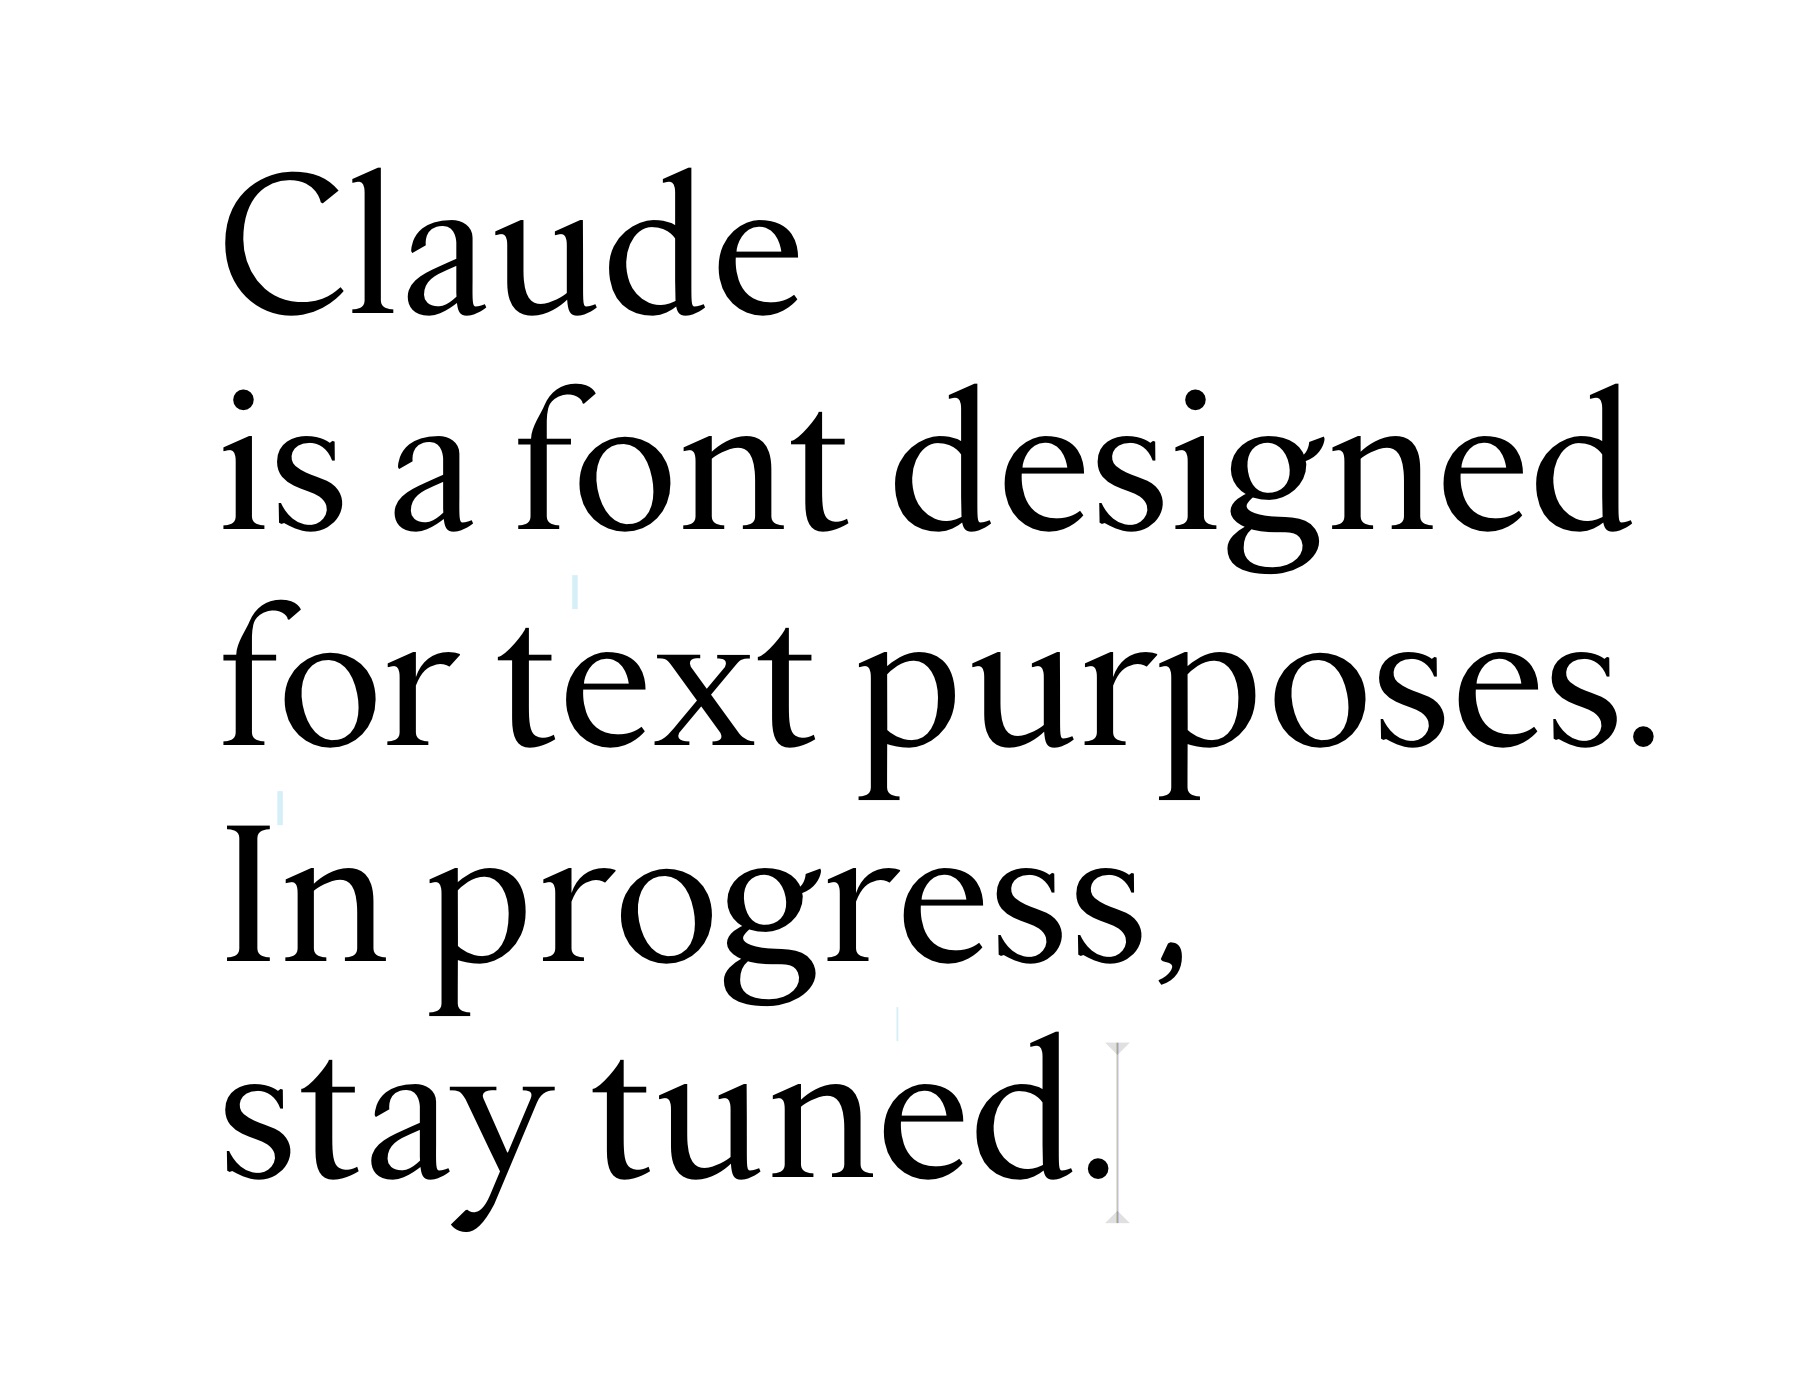 Claude
is a font designed
for text purposes.
In progress,
stay tuned.